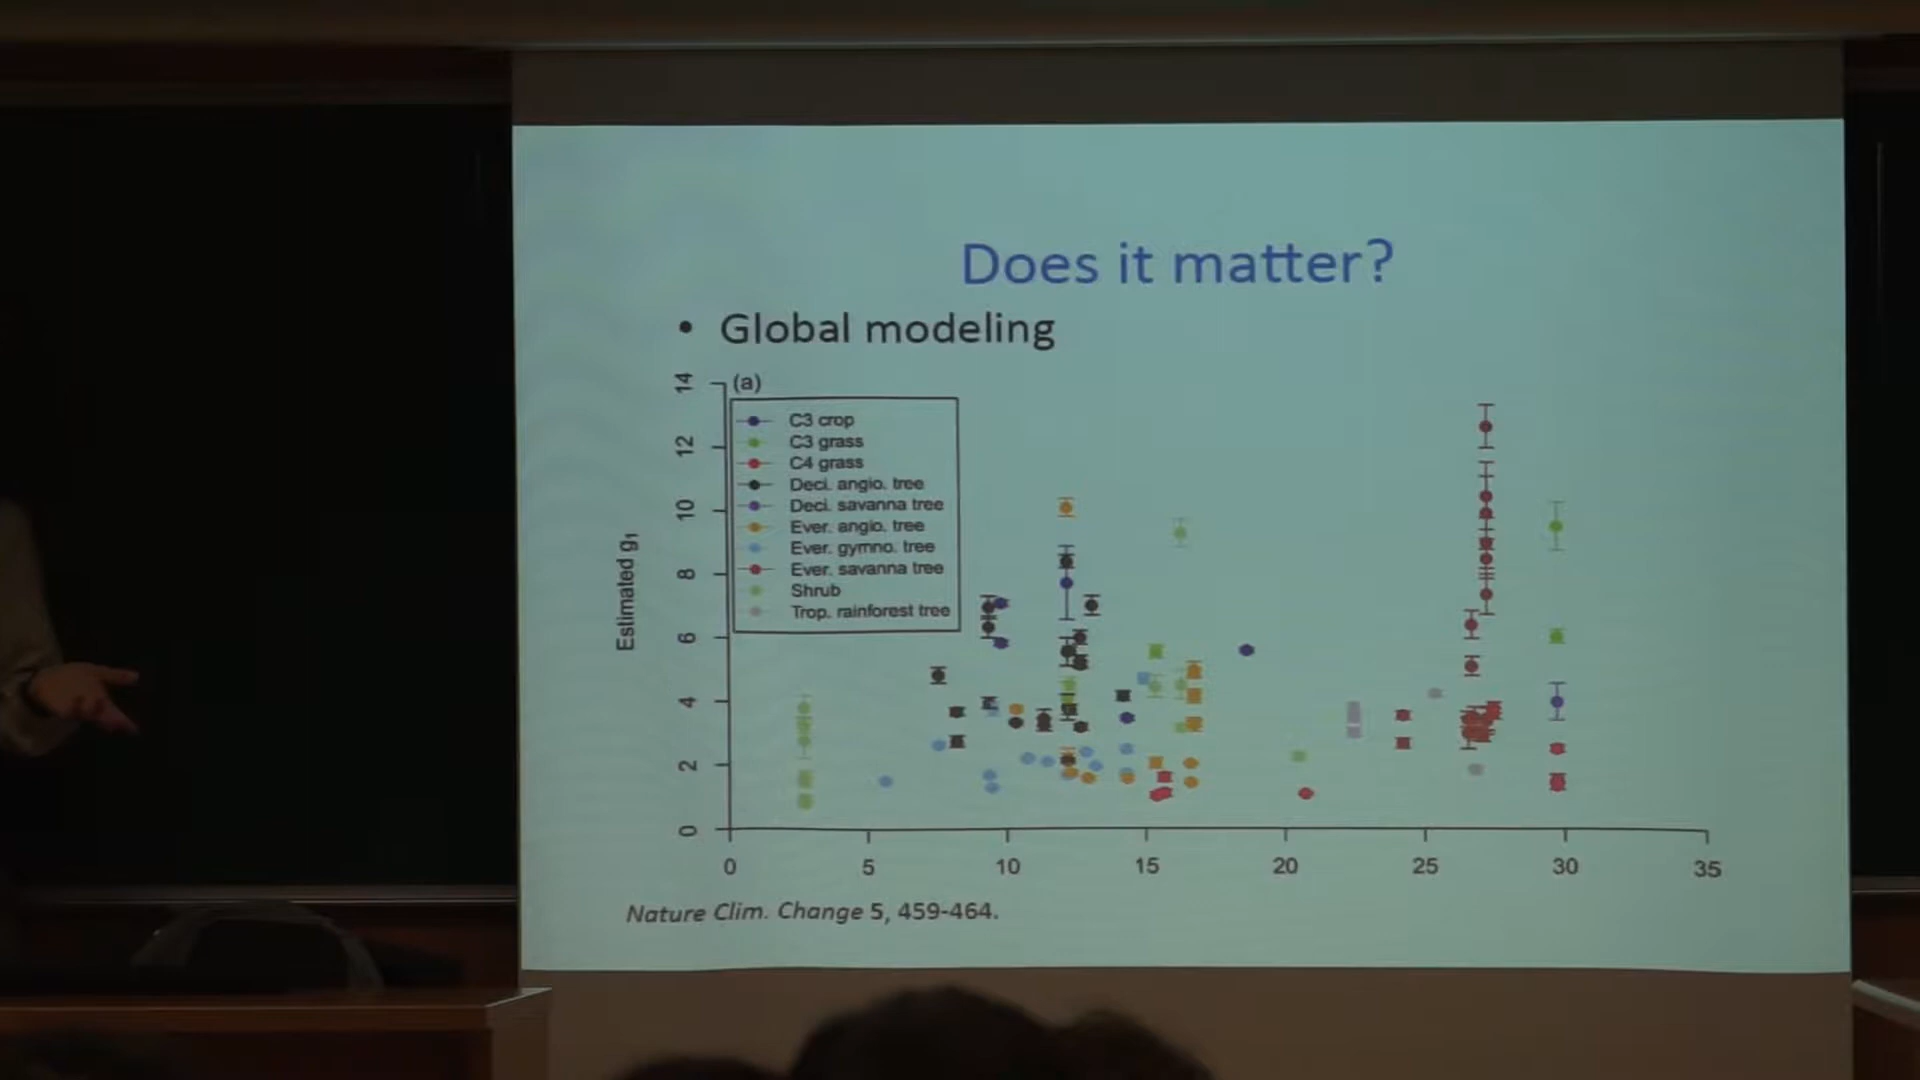 Does it matter?
• Global modeling
(a)
C3 crop
C3 grass
C4 grass
Deci. angio. tree
Deci. savanna tree
Ever. angio. tree
Ever. gymno. tree
Ever. savanna tree
Shrub
Trop. rainforest tree
Estimated g1
14
12
10
8
6
4
2
0
0 5 10 15 20 25 30 35
Nature Clim. Change 5, 459-464.